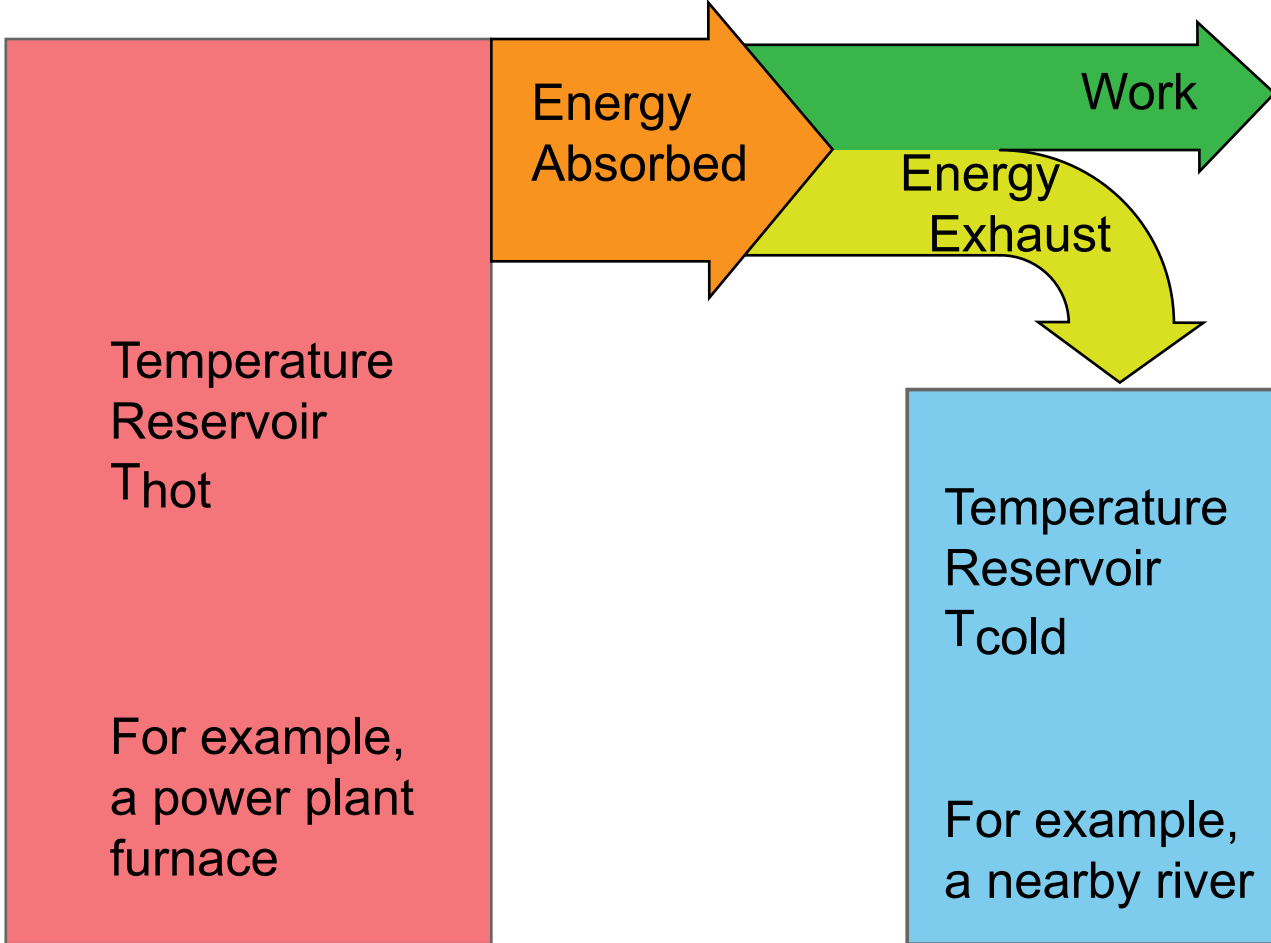 Energy
Absorbed
Work
Energy
Exhaust
Temperature
Reservoir
Thot
For example,
a power plant
furnace
Temperature
Reservoir
Tcold
For example,
a nearby river